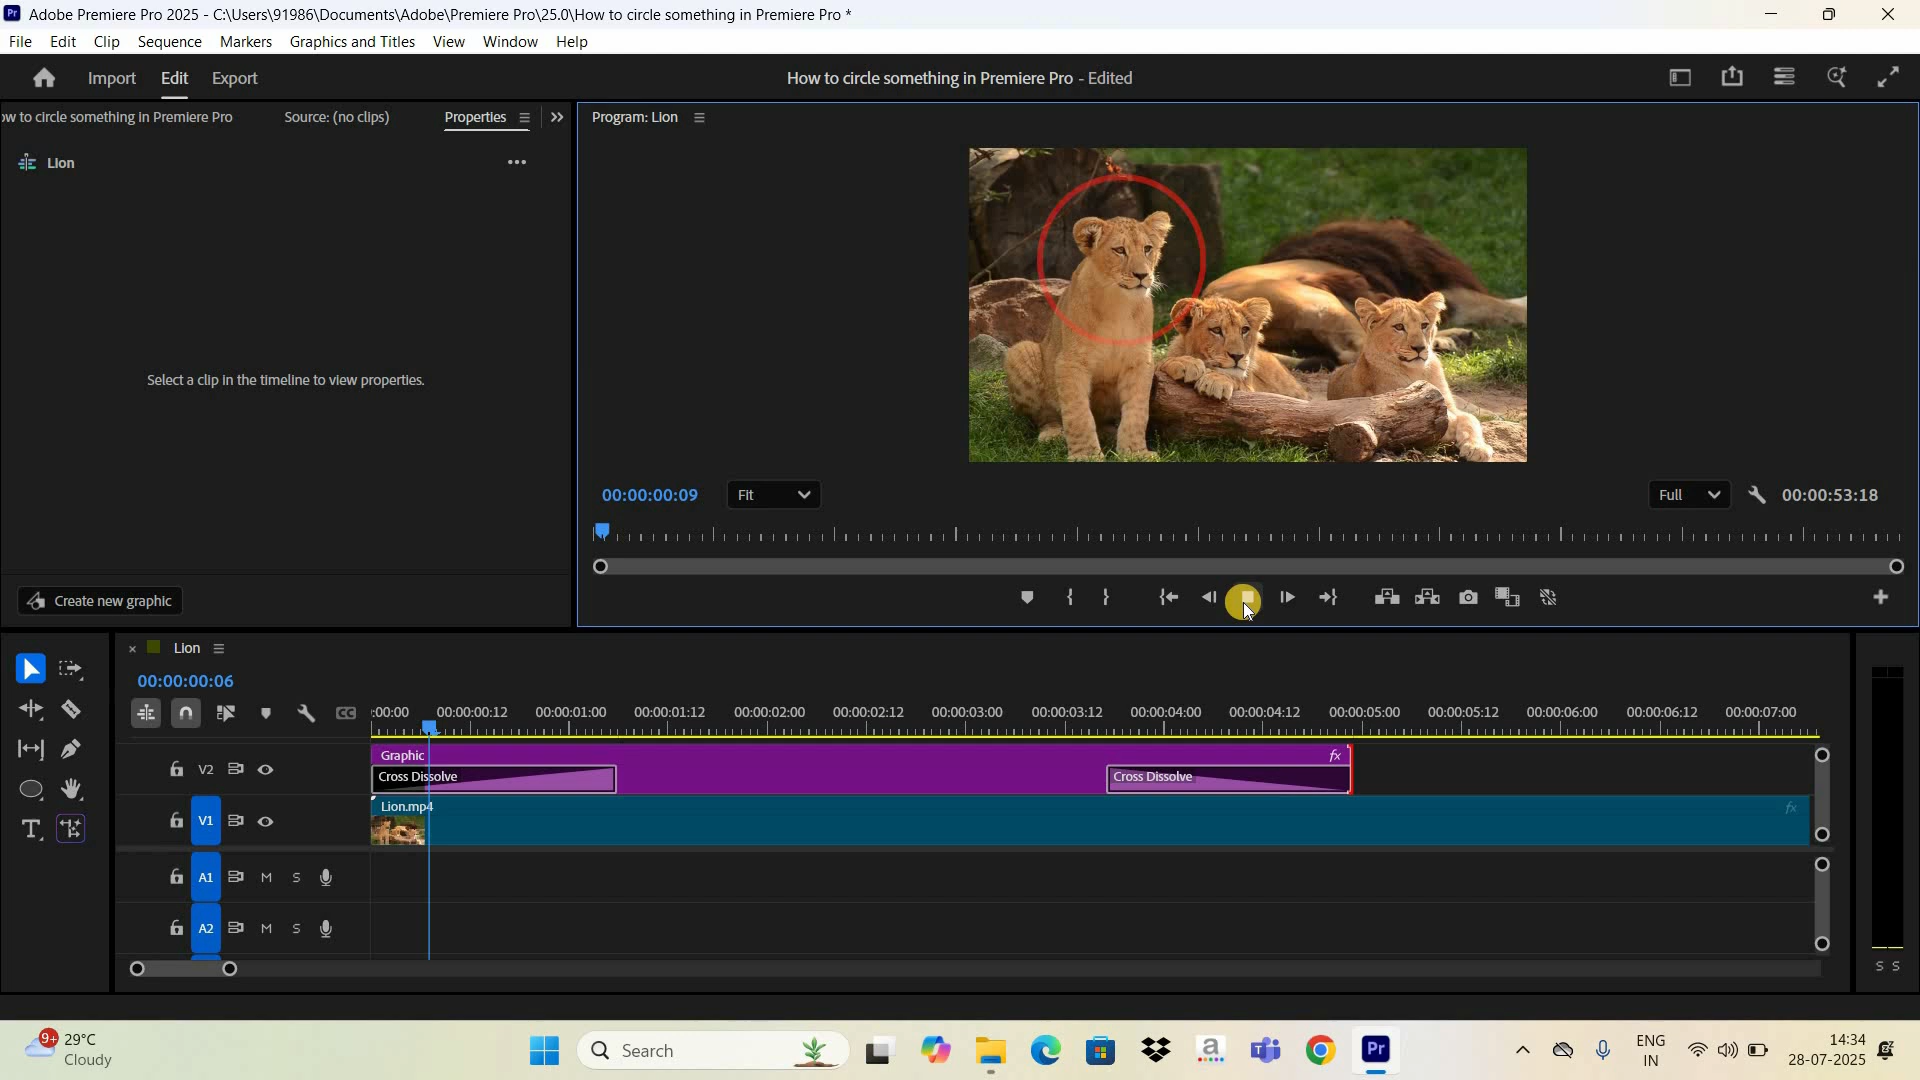 Pr Adobe Premiere Pro 2025 - C:\Users\91986\Documents\Adobe\Premiere Pro\25.0\How to circle something in Premiere Pro *
File Edit Clip Sequence Markers Graphics and Titles View Window Help
Import Edit Export How to circle something in Premiere Pro - Edited
ow to circle something in Premiere Pro Source: (no clips) Properties Program: Lion
Lion
Select a clip in the timeline to view properties.
00:00:00:09 Fit Full 00:00:53:18
Create new graphic
Lion
00:00:00:06
CC :00:00 00:00:00:12 00:00:01:00 00:00:01:12 00:00:02:00 00:00:02:12 00:00:03:00 00:00:03:12 00:00:04:00 00:00:04:12 00:00:05:00 00:00:05:12 00:00:06:00 00:00:06:12 00:00:07:00
Graphic fx
V2 Cross Dissolve Cross Dissolve
Lion.mp4 fx
V1
T
A1 M S
A2 M S
S S
9+ 29°C
Cloudy
Search
a
Pr
ENG
IN
14:34
28-07-2025